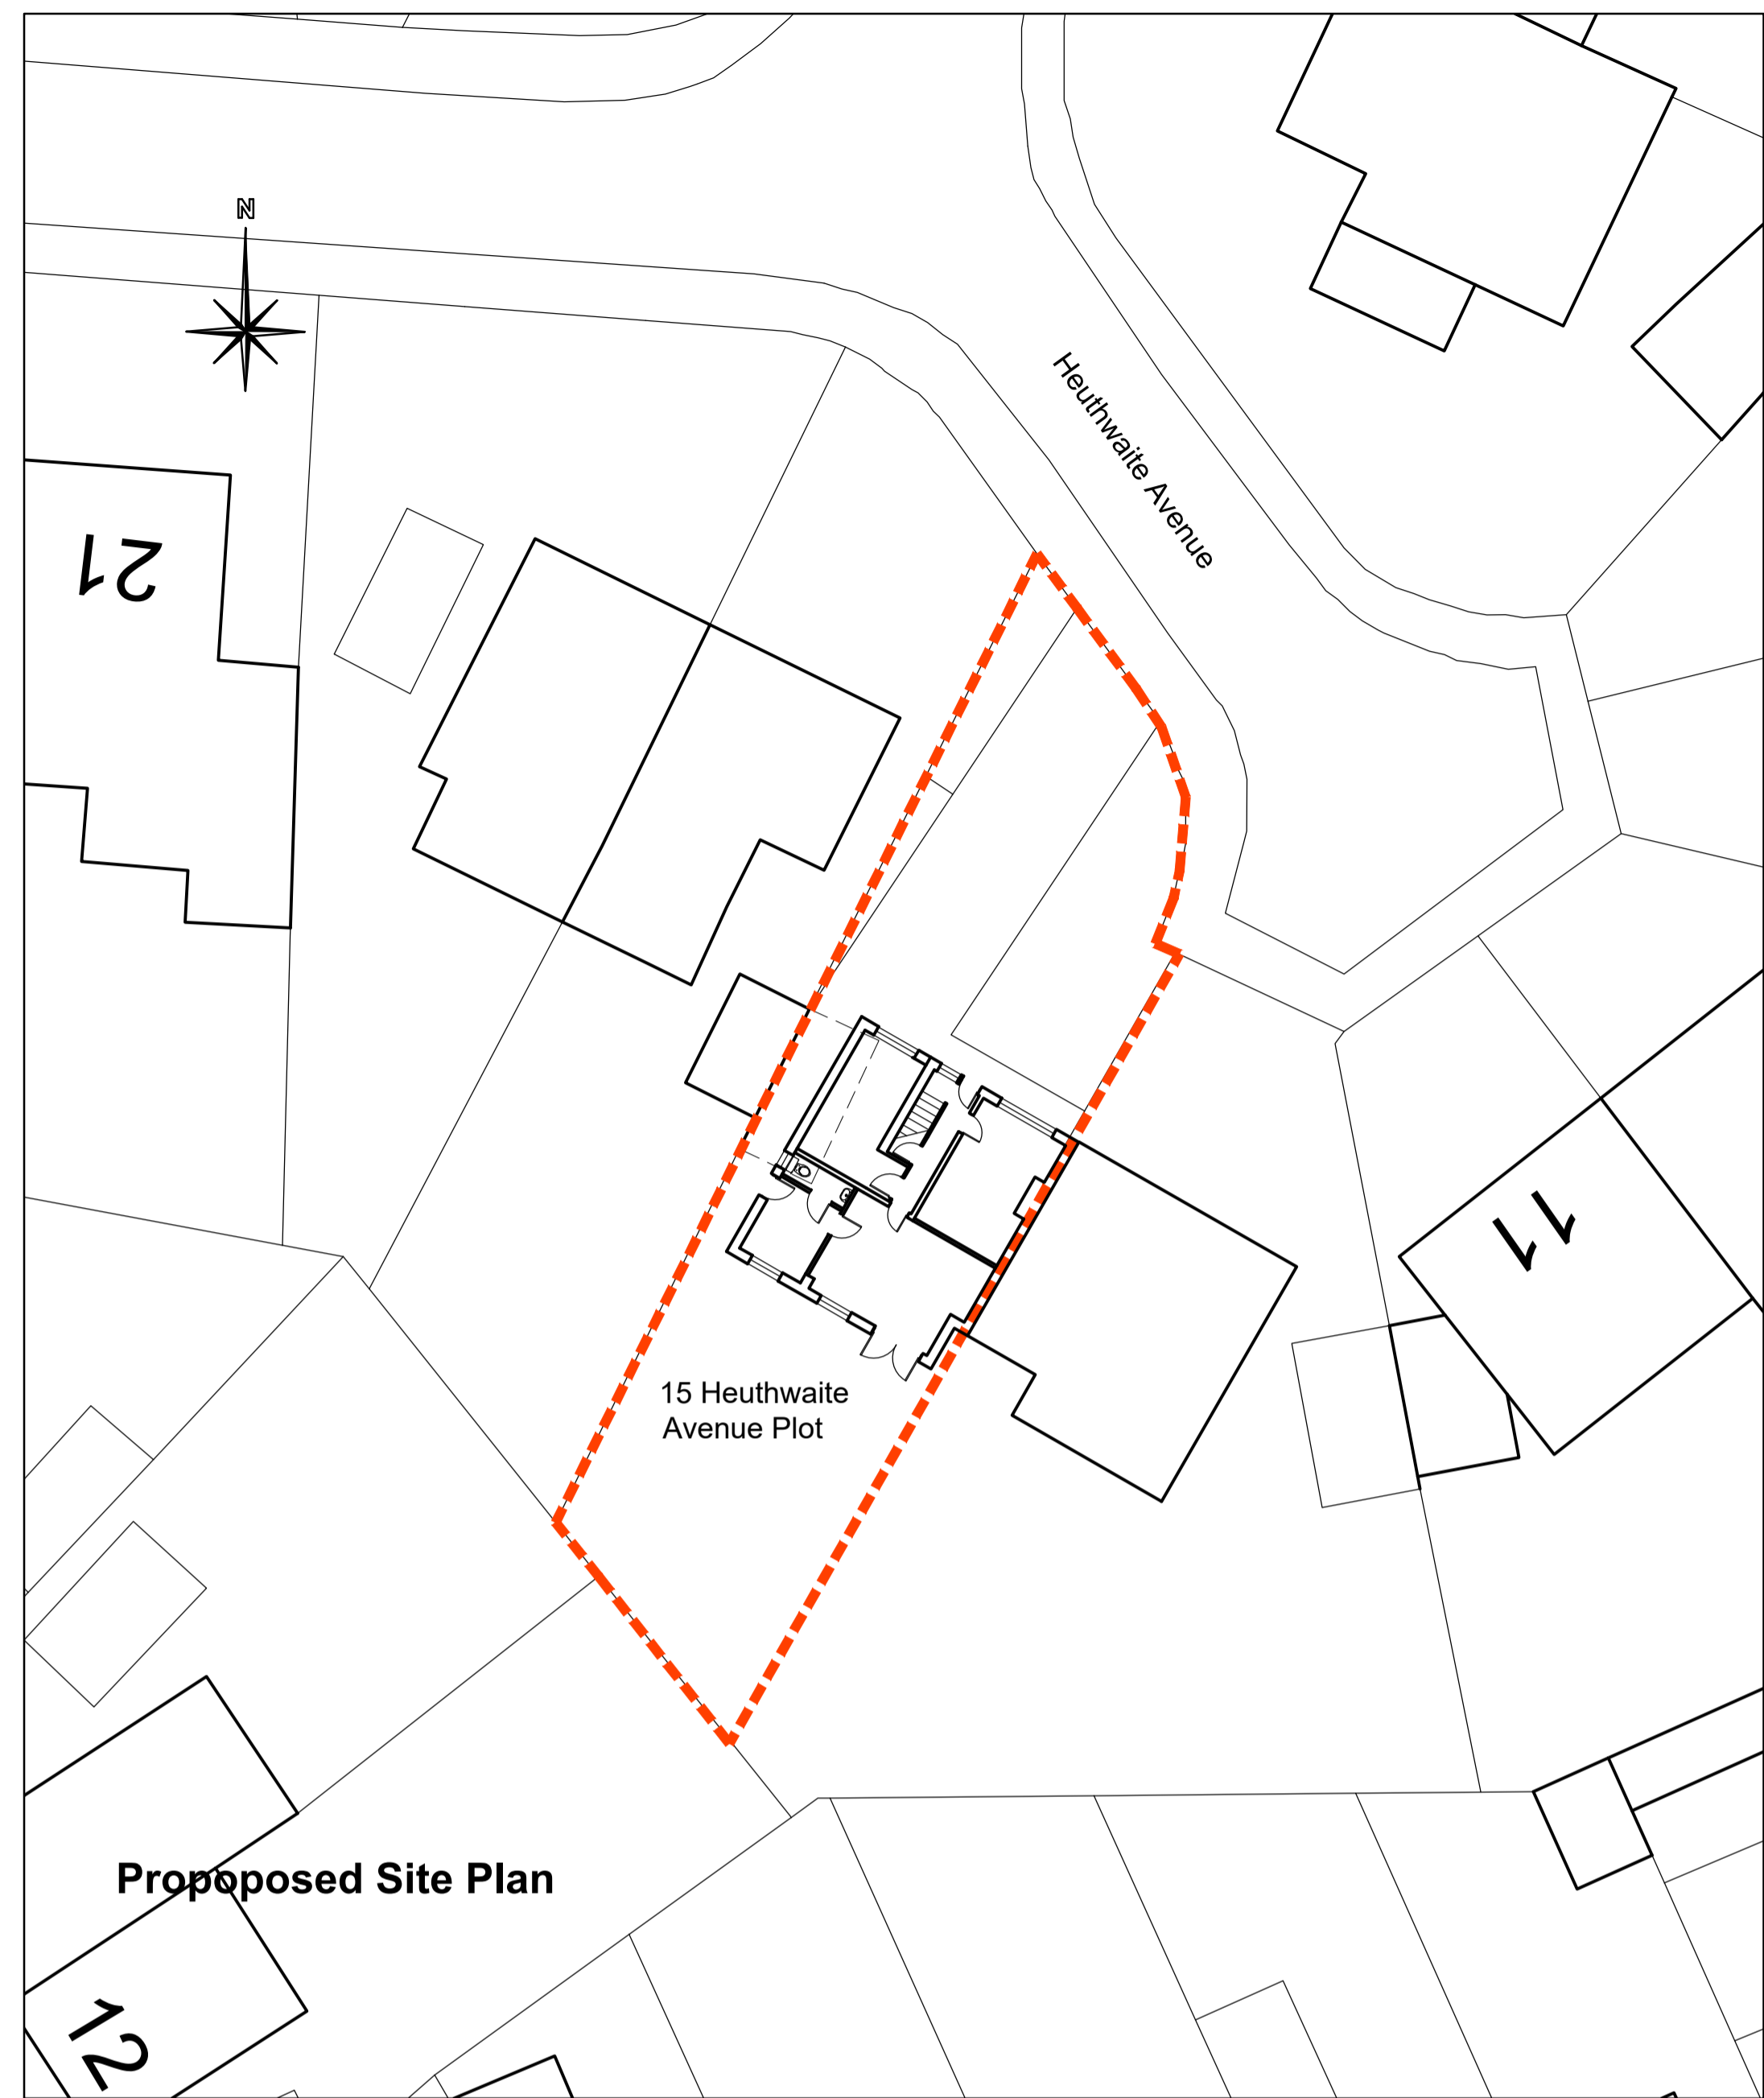 N
Heuthwaite Avenue
21
11
15 Heuthwaite
Avenue Plot
Propoposed Site Plan
12